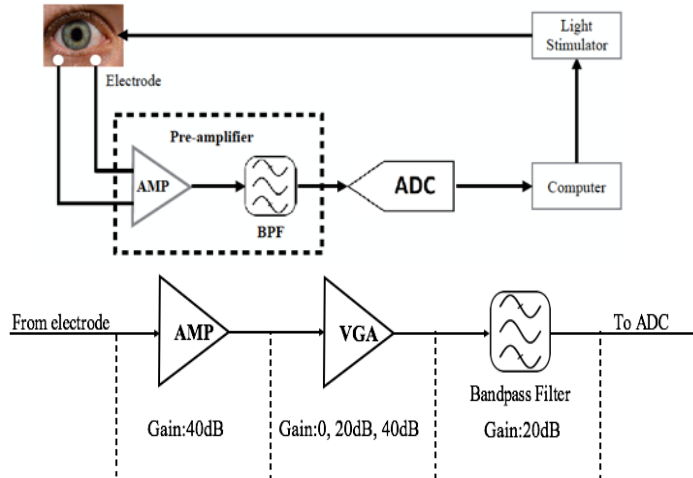 Light
Stimulator
Electrode
Pre-amplifier
AMP
ADC
Computer
BPF
From electrode
AMP
VGA
To ADC
Bandpass Filter
Gain:40dB
Gain:0, 20dB, 40dB
Gain:20dB